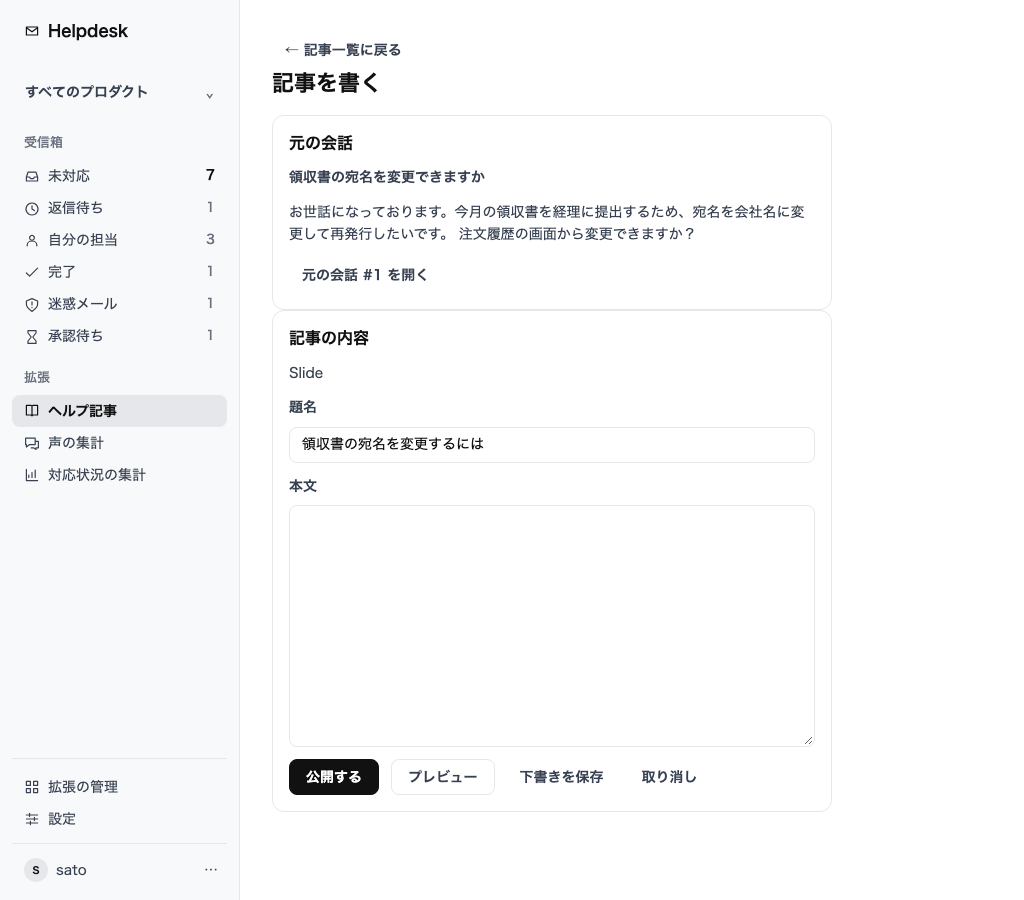 Helpdesk
すべてのプロダクト
受信箱
未対応 7
返信待ち 1
自分の担当 3
完了 1
迷惑メール 1
承認待ち 1
拡張
ヘルプ記事
声の集計
対応状況の集計
拡張の管理
設定
S sato ...
← 記事一覧に戻る
記事を書く
元の会話
領収書の宛名を変更できますか
お世話になっております。今月の領収書を経理に提出するため、宛名を会社名に変
更して再発行したいです。 注文履歴の画面から変更できますか？
元の会話 #1 を開く
記事の内容
Slide
題名
領収書の宛名を変更するには
本文
公開する プレビュー 下書きを保存 取り消し